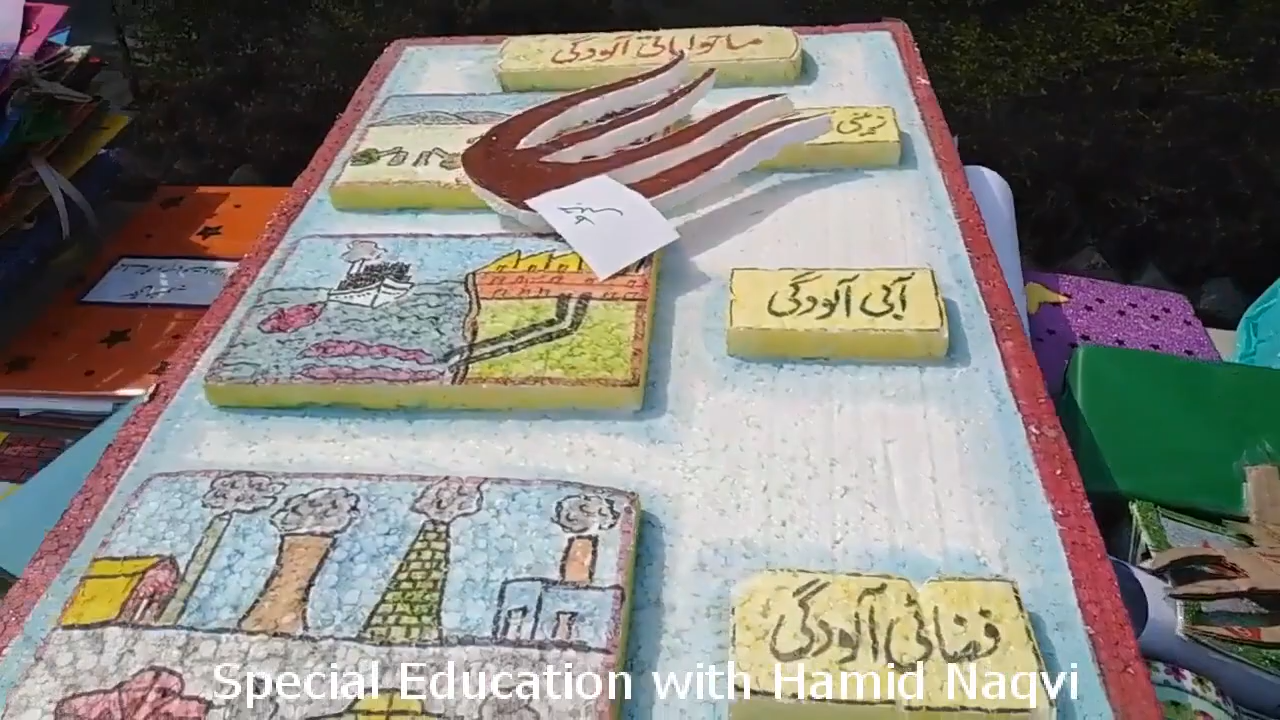 ماحولیاتی آلودگی
زمینی
آبی آلودگی
فضائی آلودگی
Special Education with Hamid Naqvi